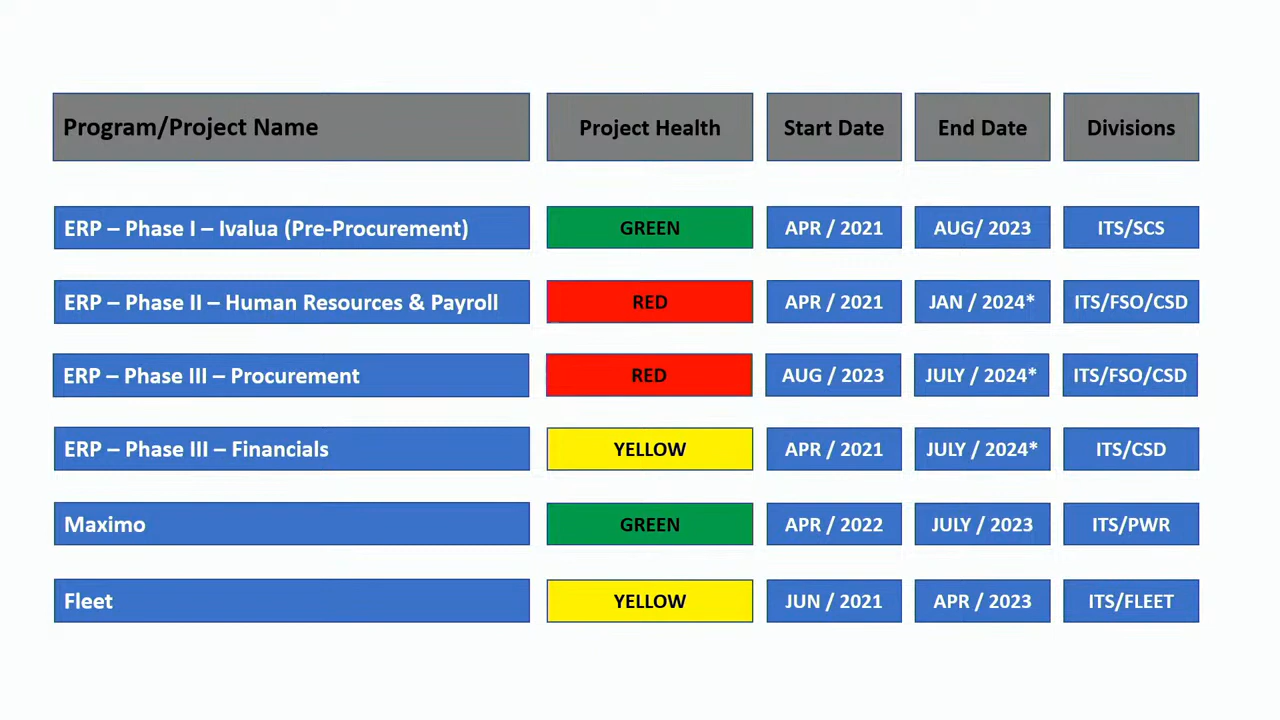 Program/Project Name Project Health Start Date End Date Divisions
ERP – Phase I – Ivalua (Pre-Procurement) GREEN APR / 2021 AUG/ 2023 ITS/SCS
ERP – Phase II – Human Resources & Payroll RED APR / 2021 JAN / 2024* ITS/FSO/CSD
ERP – Phase III – Procurement RED AUG / 2023 JULY / 2024* ITS/FSO/CSD
ERP – Phase III – Financials YELLOW APR / 2021 JULY / 2024* ITS/CSD
Maximo GREEN APR / 2022 JULY / 2023 ITS/PWR
Fleet YELLOW JUN / 2021 APR / 2023 ITS/FLEET